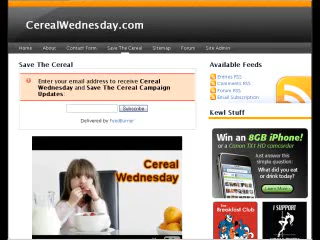 CerealWednesday.com
Home About Contact Form Save The Cereal Sitemap Forum Site Admin
Save The Cereal
Enter your email address to receive Cereal
Wednesday and Save The Cereal Campaign
Updates:
Subscribe
Delivered by FeedBurner
Cereal
Wednesday
Available Feeds
Entries RSS
Comments RSS
Forum RSS
Email Subscription
Kewl Stuff
Win an 8GB iPhone!
or a Canon TX1 HD camcorder
Just answer this
simple question:
What did you eat
or drink today?
Learn More!
The
Breakfast Club
I SUPPORT